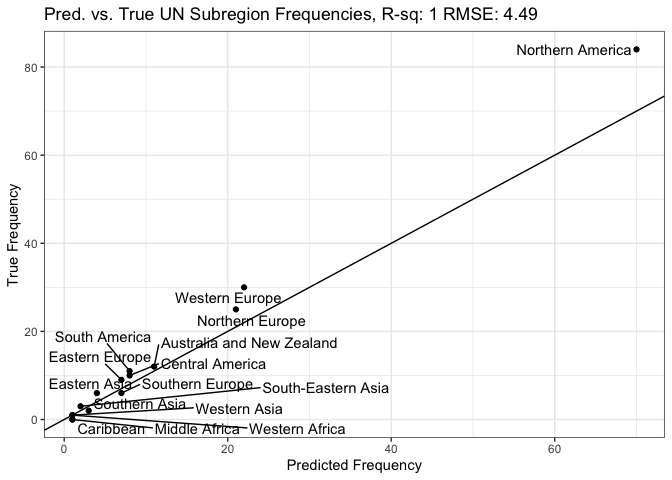 Pred. vs. True UN Subregion Frequencies, R-sq: 1 RMSE: 4.49
Northern America
80
60
True Frequency
40
Western Europe
Northern Europe
20
South America
Australia and New Zealand
Eastern Europe
Central America
Eastern Asia
Southern Europe
South-Eastern Asia
Southern Asia
Western Asia
0
Caribbean
Middle Africa
Western Africa
0
20
40
60
Predicted Frequency